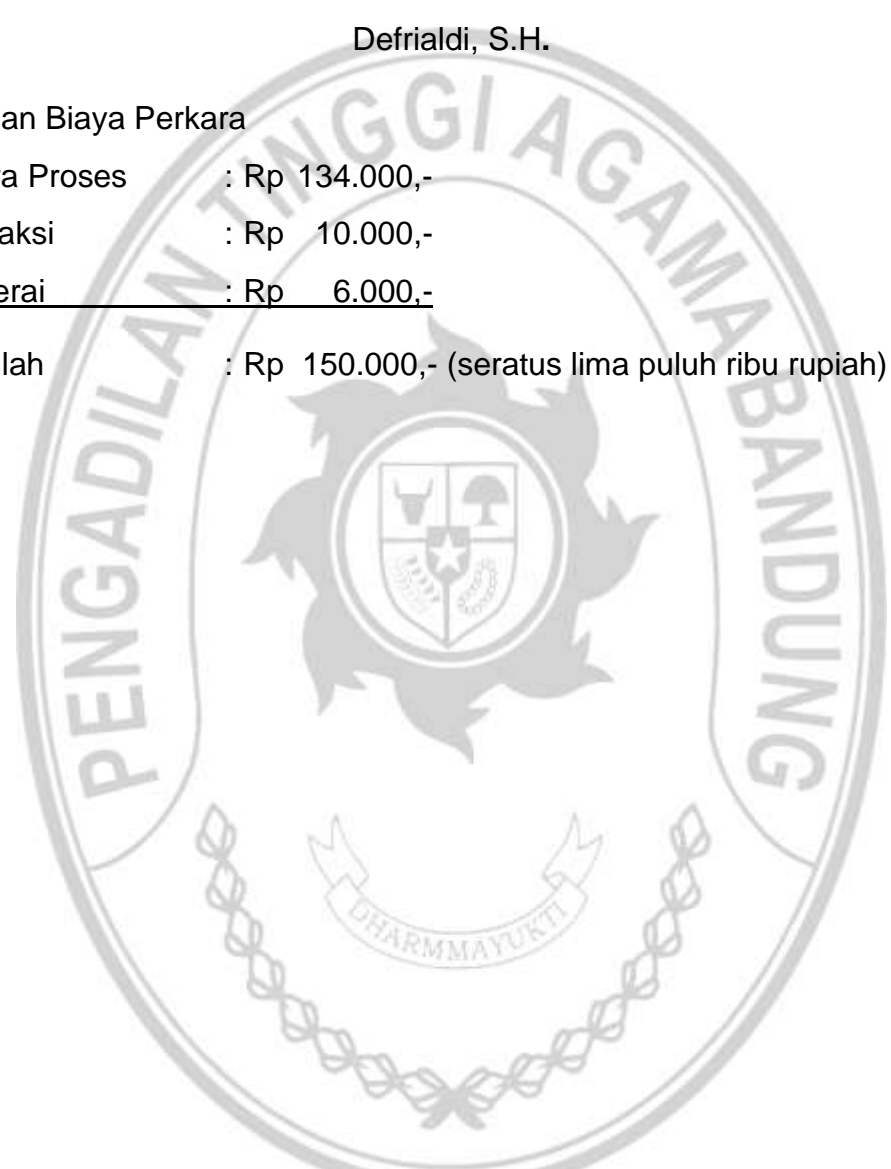 Defrialdi, S.H.
an Biaya Perkara
a Proses : Rp 134.000,-
aksi : Rp 10.000,-
erai : Rp 6.000,-
lah : Rp 150.000,- (seratus lima puluh ribu rupiah)
PENGADILAN TINGGI AGAMA BANDUNG
DHARMMAYUKTI